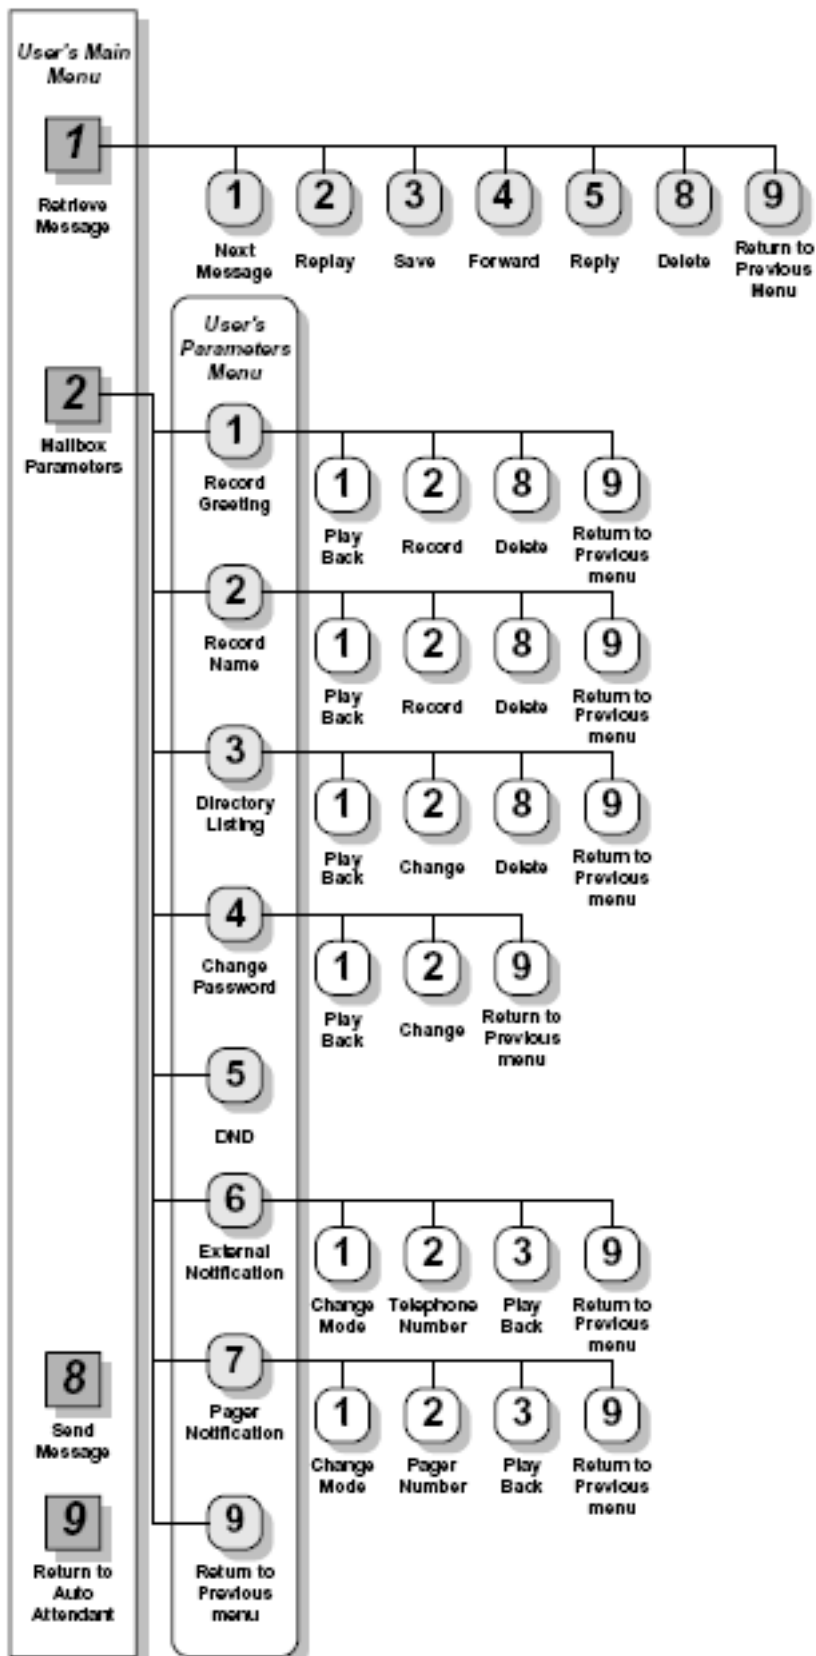 User's Main
Menu
1
Retrieve
Message
1
Next
Message
2
Replay
3
Save
4
Forward
5
Reply
8
Delete
9
Return to
Previous
Menu
User's
Parameters
Menu
2
Mailbox
Parameters
1
Record
Greeting
1
Play
Back
2
Record
8
Delete
9
Return to
Previous
menu
2
Record
Name
1
Play
Back
2
Record
8
Delete
9
Return to
Previous
menu
3
Directory
Listing
1
Play
Back
2
Change
8
Delete
9
Return to
Previous
menu
4
Change
Password
1
Play
Back
2
Change
9
Return to
Previous
menu
5
DND
6
External
Notification
1
Change
Mode
2
Telephone
Number
3
Play
Back
9
Return to
Previous
menu
7
Pager
Notification
1
Change
Mode
2
Pager
Number
3
Play
Back
9
Return to
Previous
menu
8
Send
Message
9
Return to
Auto
Attendant
9
Return to
Previous
menu